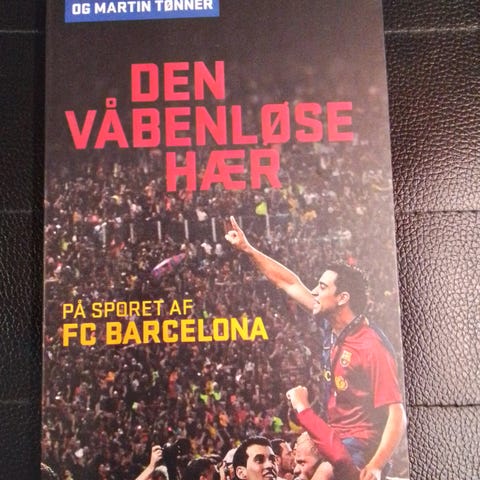 OG MARTIN TØNNER
DEN
VÅBENLØSE
HÆR
PÅ SPORET AF
FC BARCELONA